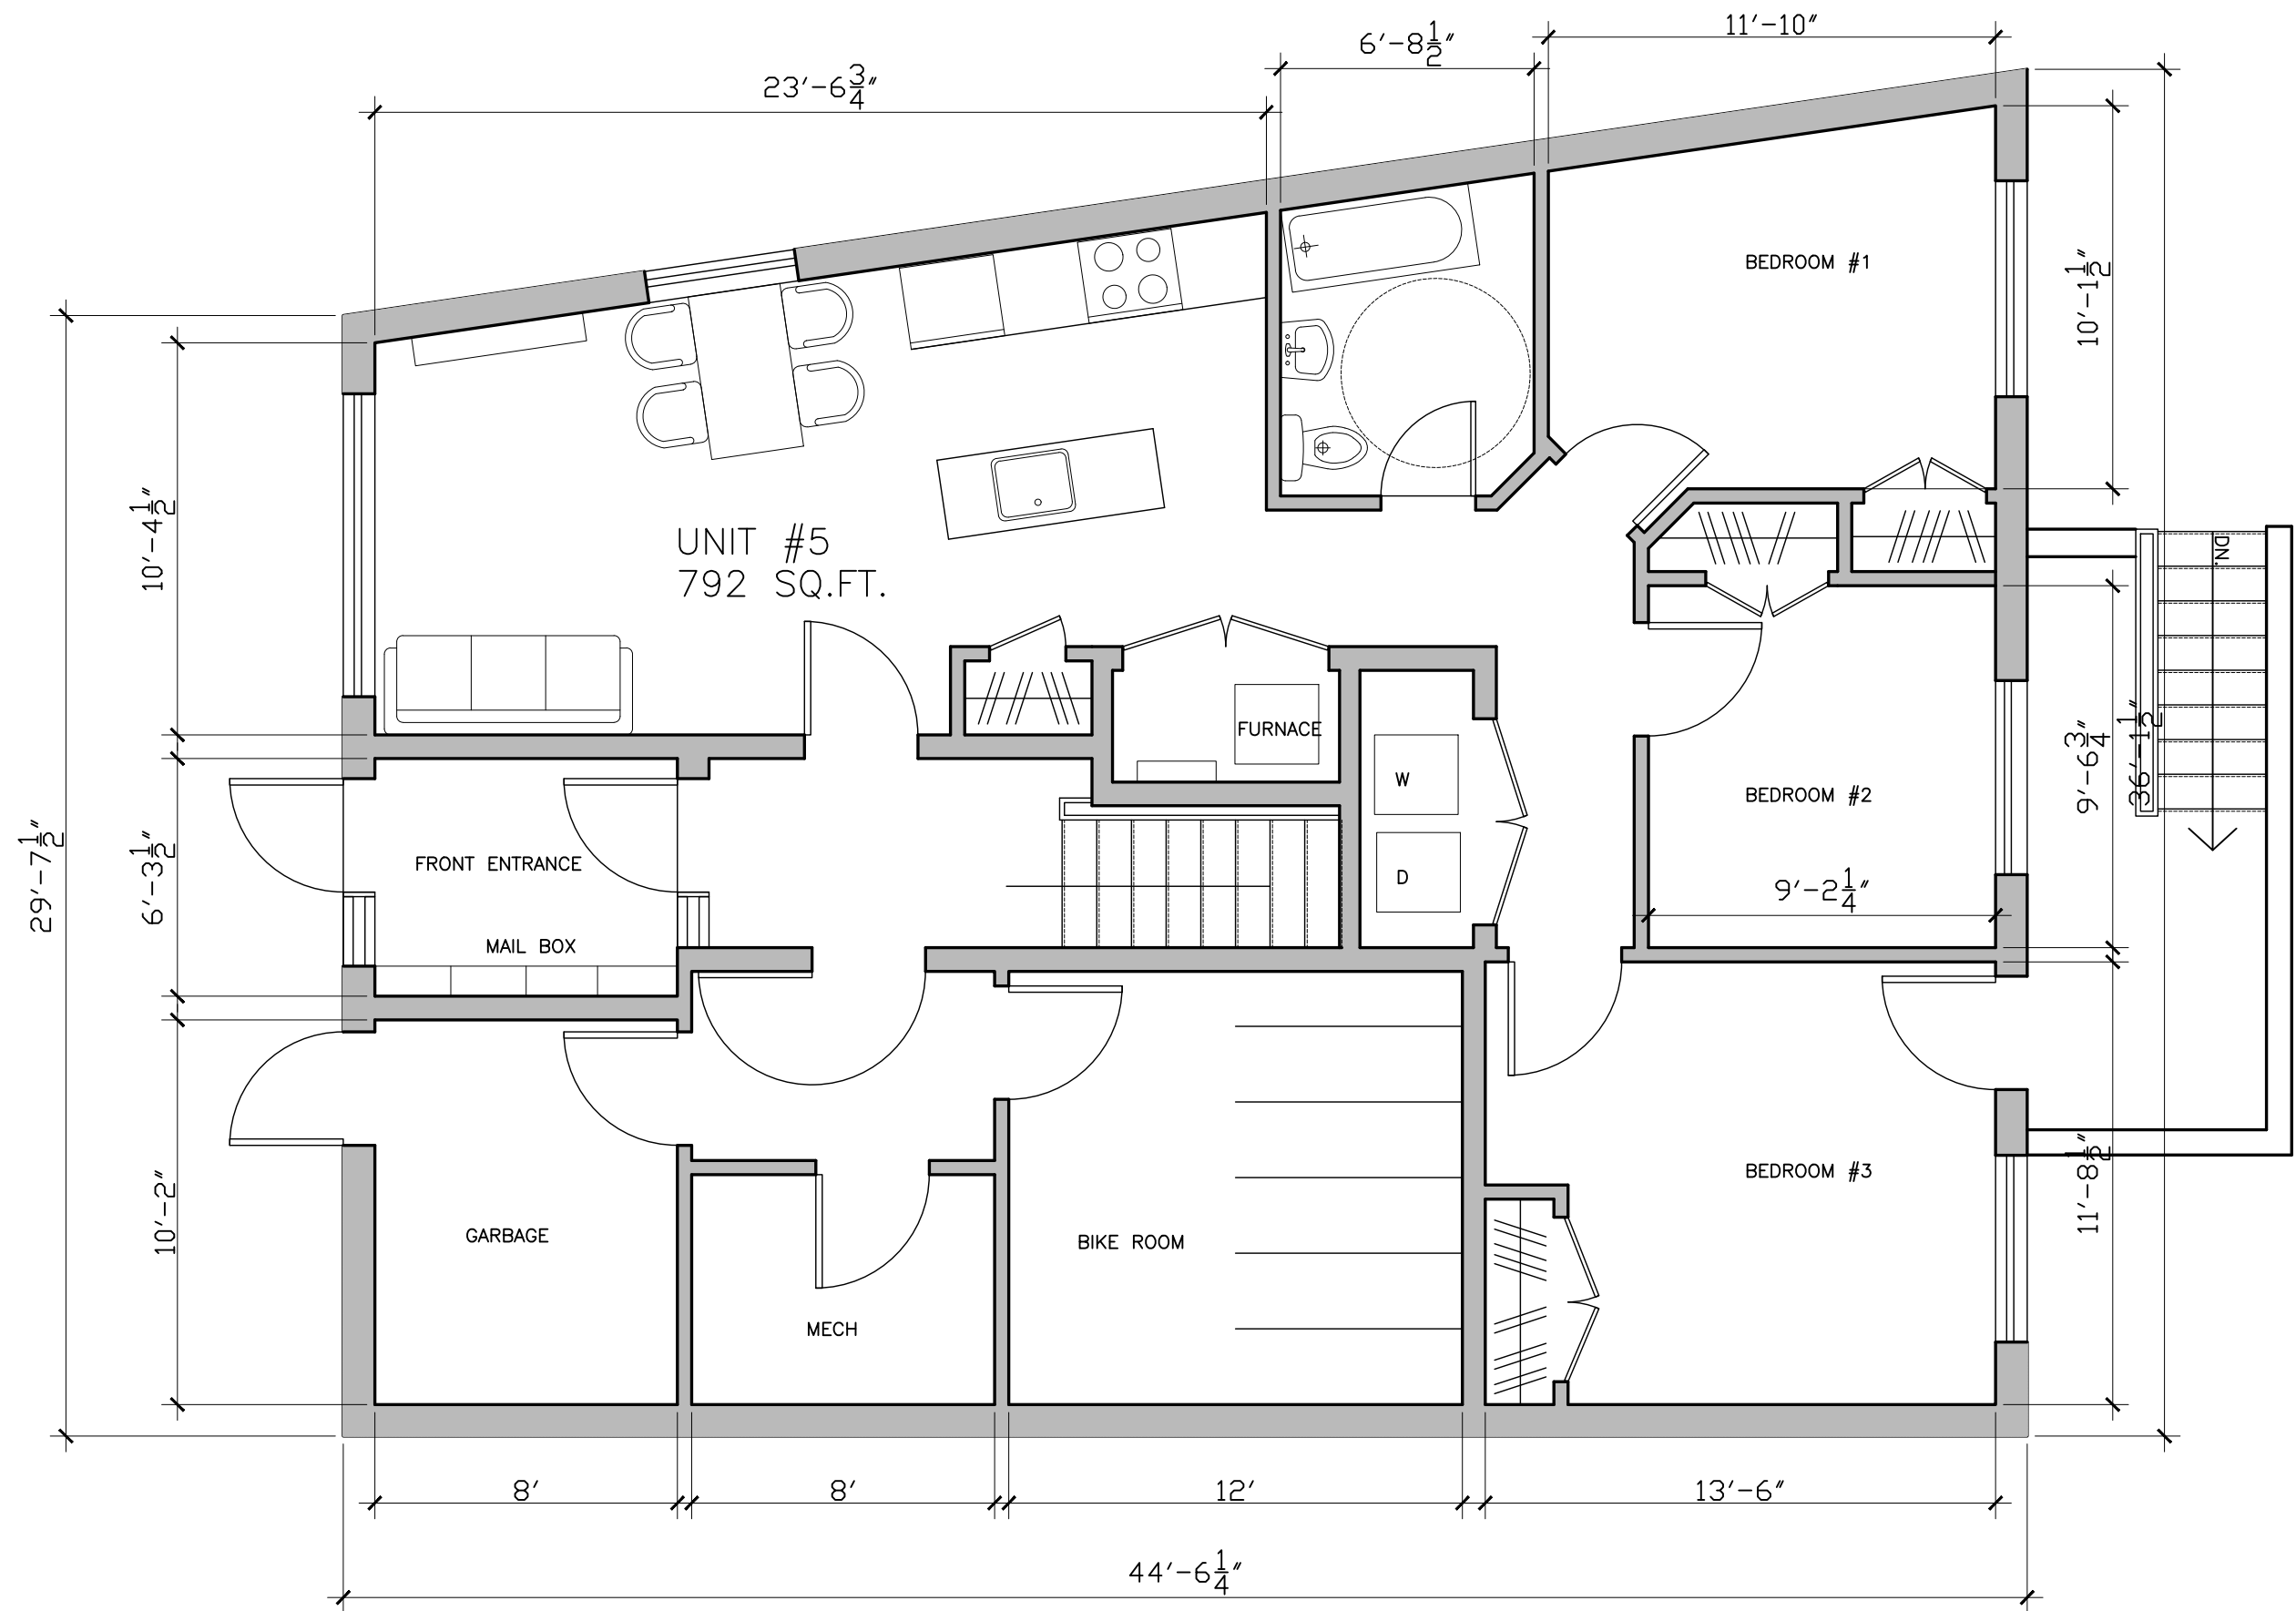 11'-10"
6'-8 1/2"
23'-6 3/4"
BEDROOM #1
10'-1 1/2"
10'-4 1/2"
UNIT #5
792 SQ.FT.
DN.
FURNACE
W
D
BEDROOM #2
9'-6 3/4"
36'-1 1/2"
9'-2 1/4"
29'-7 1/2"
6'-3 1/2"
FRONT ENTRANCE
MAIL BOX
BEDROOM #3
11'-8 1/2"
10'-2"
GARBAGE
BIKE ROOM
MECH
8'
8'
12'
13'-6"
44'-6 1/4"